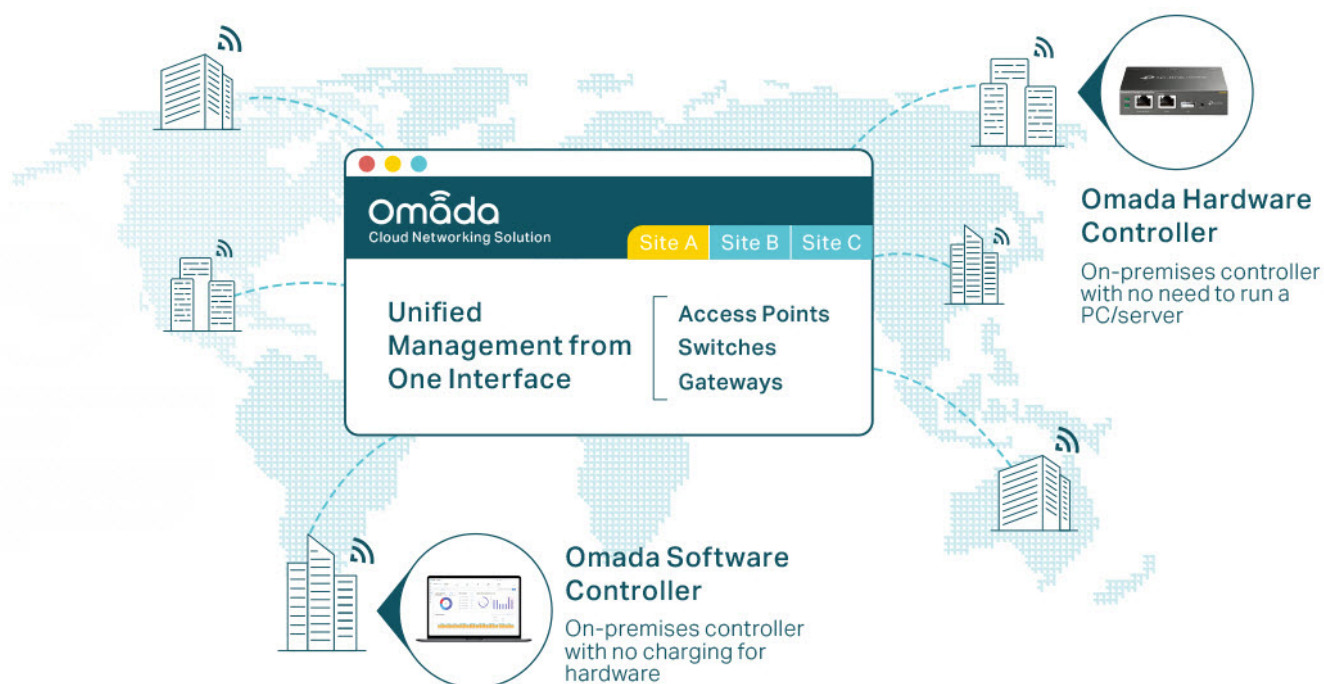 Omada
Cloud Networking Solution
Site A
Site B
Site C
Unified
Management from
One Interface
Access Points
Switches
Gateways
Omada Hardware
Controller
On-premises controller
with no need to run a
PC/server
Omada Software
Controller
On-premises controller
with no charging for
hardware